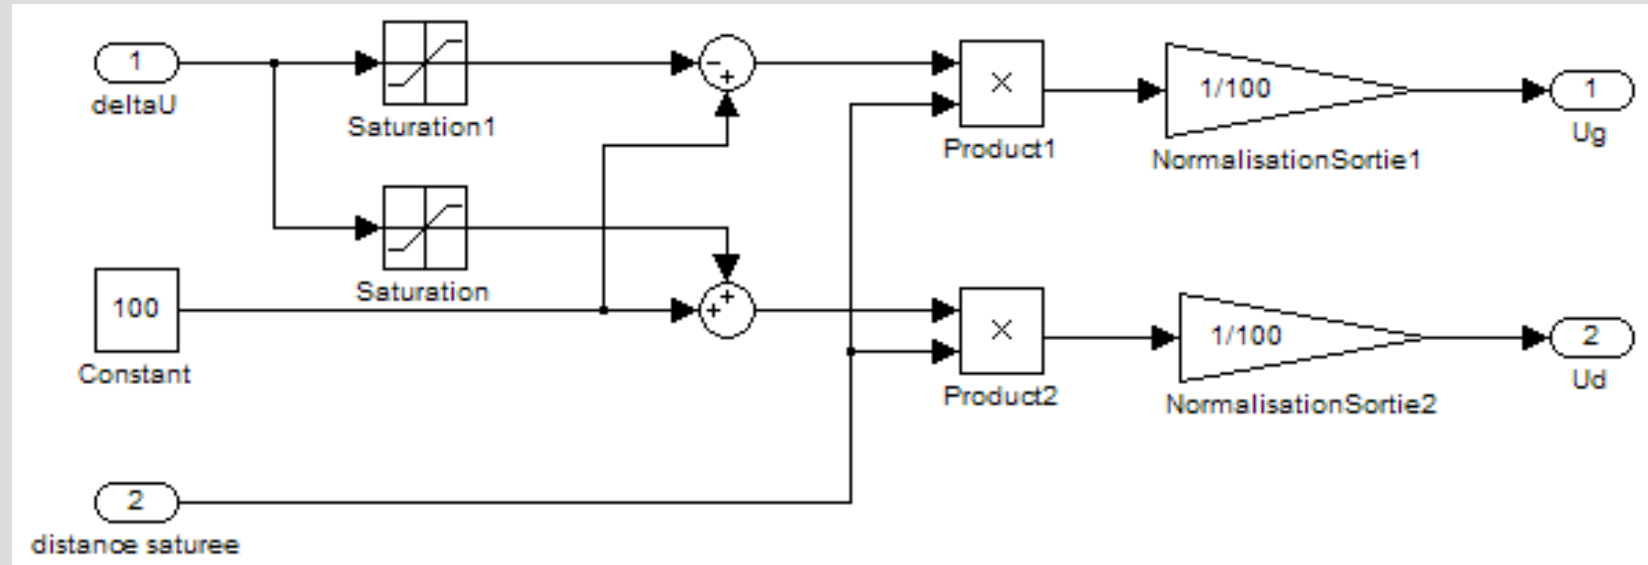 1
deltaU
Saturation1
-
+
×
Product1
1/100
NormalisationSortie1
1
Ug
Saturation
100
Constant
+
+
×
Product2
1/100
NormalisationSortie2
2
Ud
2
distance saturee